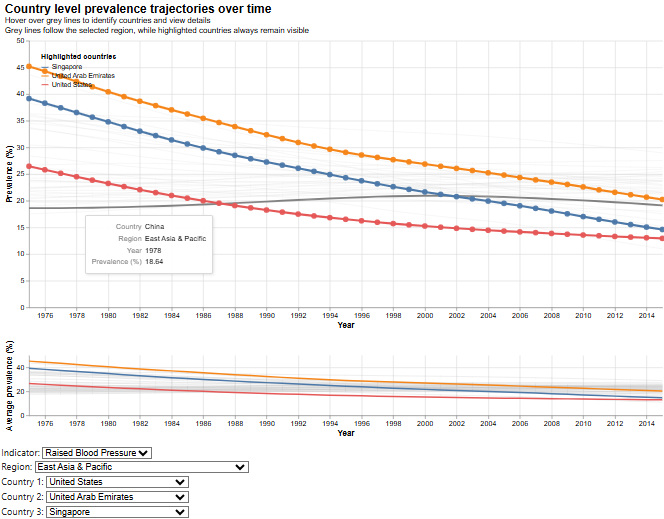 Country level prevalence trajectories over time
Hover over grey lines to identify countries and view details
Grey lines follow the selected region, while highlighted countries always remain visible
50
45
40
35
30
25
20
15
10
5
0
Prevalence (%)
Highlighted countries
Singapore
United Arab Emirates
United States
Country China
Region East Asia & Pacific
Year 1978
Prevalence (%) 18.64
1976 1978 1980 1982 1984 1986 1988 1990 1992 1994 1996 1998 2000 2002 2004 2006 2008 2010 2012 2014
Year
40
20
0
Average prevalence (%)
1976 1978 1980 1982 1984 1986 1988 1990 1992 1994 1996 1998 2000 2002 2004 2006 2008 2010 2012 2014
Year
Indicator: Raised Blood Pressure
Region: East Asia & Pacific
Country 1: United States
Country 2: United Arab Emirates
Country 3: Singapore